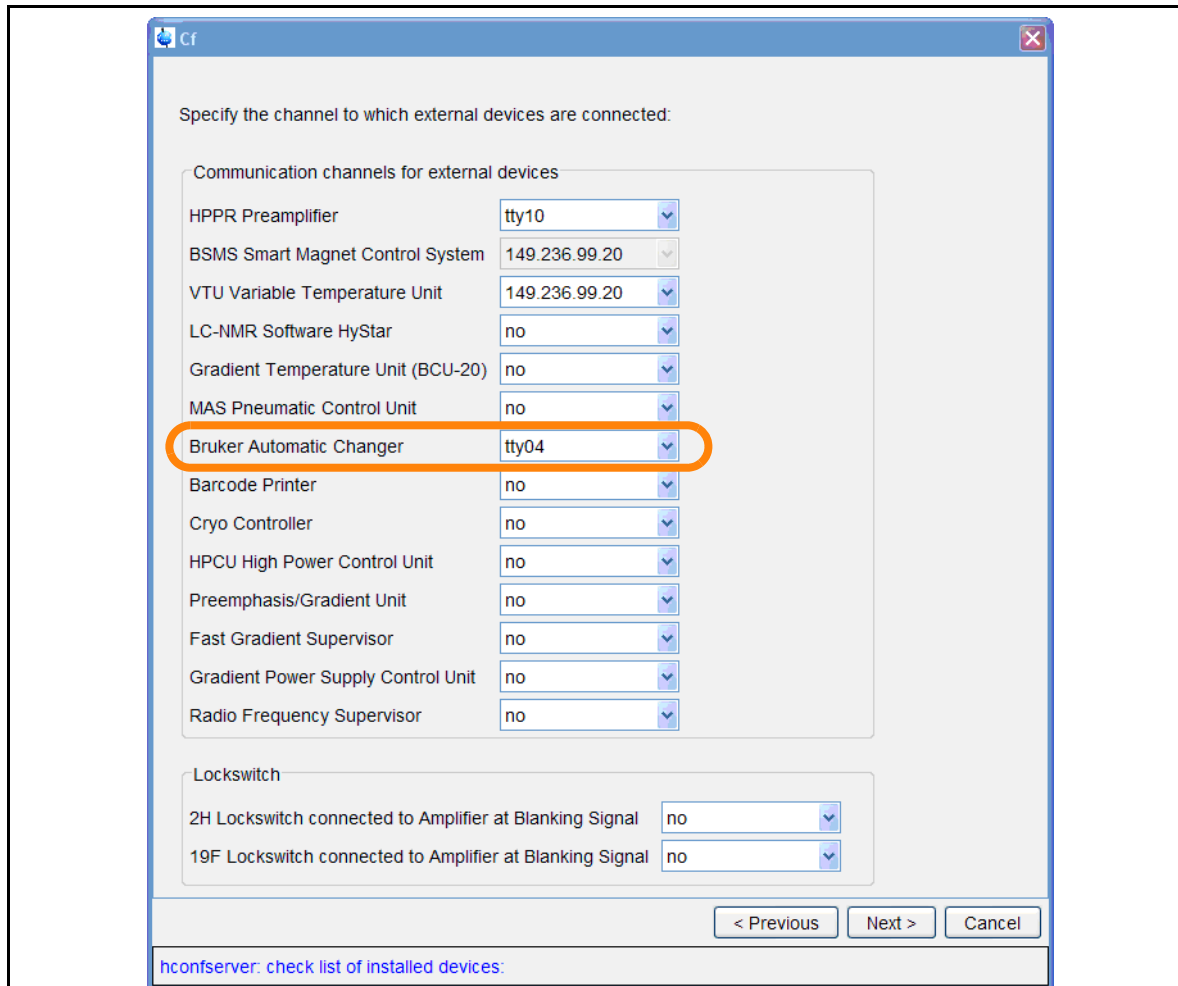 Cf
Specify the channel to which external devices are connected:
Communication channels for external devices
HPPR Preamplifier tty10
BSMS Smart Magnet Control System 149.236.99.20
VTU Variable Temperature Unit 149.236.99.20
LC-NMR Software HyStar no
Gradient Temperature Unit (BCU-20) no
MAS Pneumatic Control Unit no
Bruker Automatic Changer tty04
Barcode Printer no
Cryo Controller no
HPCU High Power Control Unit no
Preemphasis/Gradient Unit no
Fast Gradient Supervisor no
Gradient Power Supply Control Unit no
Radio Frequency Supervisor no
Lockswitch
2H Lockswitch connected to Amplifier at Blanking Signal no
19F Lockswitch connected to Amplifier at Blanking Signal no
< Previous Next > Cancel
hconfserver: check list of installed devices: